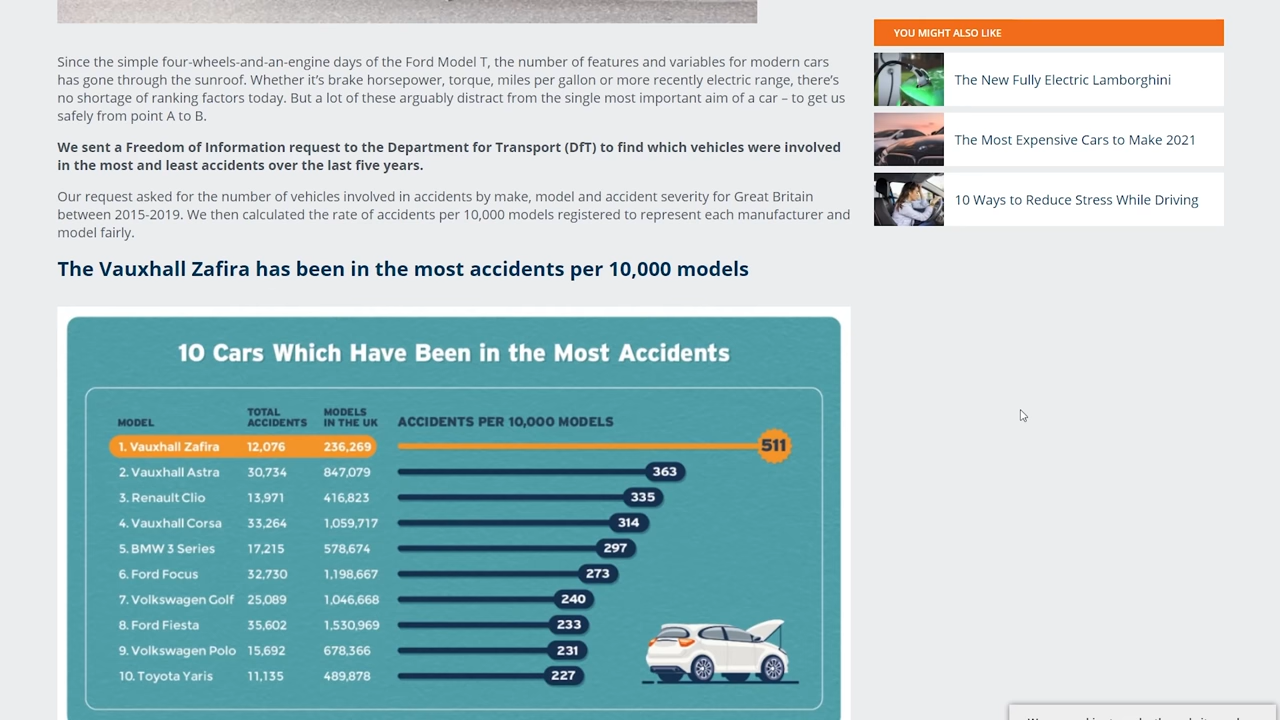 Since the simple four-wheels-and-an-engine days of the Ford Model T, the number of features and variables for modern cars
has gone through the sunroof. Whether it's brake horsepower, torque, miles per gallon or more recently electric range, there's
no shortage of ranking factors today. But a lot of these arguably distract from the single most important aim of a car – to get us
safely from point A to B.
We sent a Freedom of Information request to the Department for Transport (DfT) to find which vehicles were involved
in the most and least accidents over the last five years.
Our request asked for the number of vehicles involved in accidents by make, model and accident severity for Great Britain
between 2015-2019. We then calculated the rate of accidents per 10,000 models registered to represent each manufacturer and
model fairly.
The Vauxhall Zafira has been in the most accidents per 10,000 models
10 Cars Which Have Been in the Most Accidents
MODEL TOTAL ACCIDENTS MODELS IN THE UK ACCIDENTS PER 10,000 MODELS
1. Vauxhall Zafira 12,076 236,269 511
2. Vauxhall Astra 30,734 847,079 363
3. Renault Clio 13,971 416,823 335
4. Vauxhall Corsa 33,264 1,059,717 314
5. BMW 3 Series 17,215 578,674 297
6. Ford Focus 32,730 1,198,667 273
7. Volkswagen Golf 25,089 1,046,668 240
8. Ford Fiesta 35,602 1,530,969 233
9. Volkswagen Polo 15,692 678,366 231
10. Toyota Yaris 11,135 489,878 227
YOU MIGHT ALSO LIKE
The New Fully Electric Lamborghini
The Most Expensive Cars to Make 2021
10 Ways to Reduce Stress While Driving